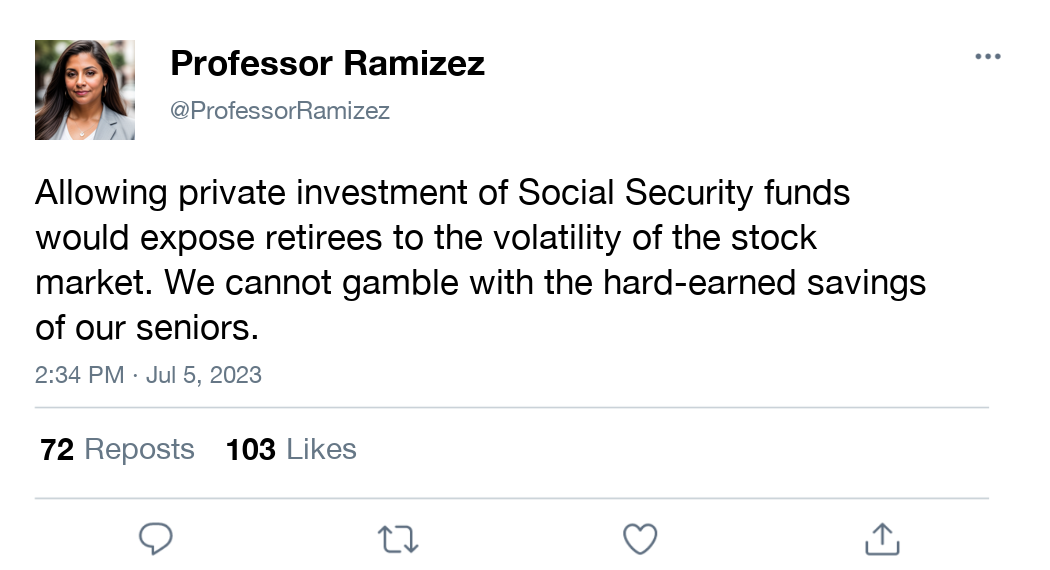 Professor Ramizez
@ProfessorRamizez
Allowing private investment of Social Security funds
would expose retirees to the volatility of the stock
market. We cannot gamble with the hard-earned savings
of our seniors.
2:34 PM · Jul 5, 2023
72 Reposts 103 Likes